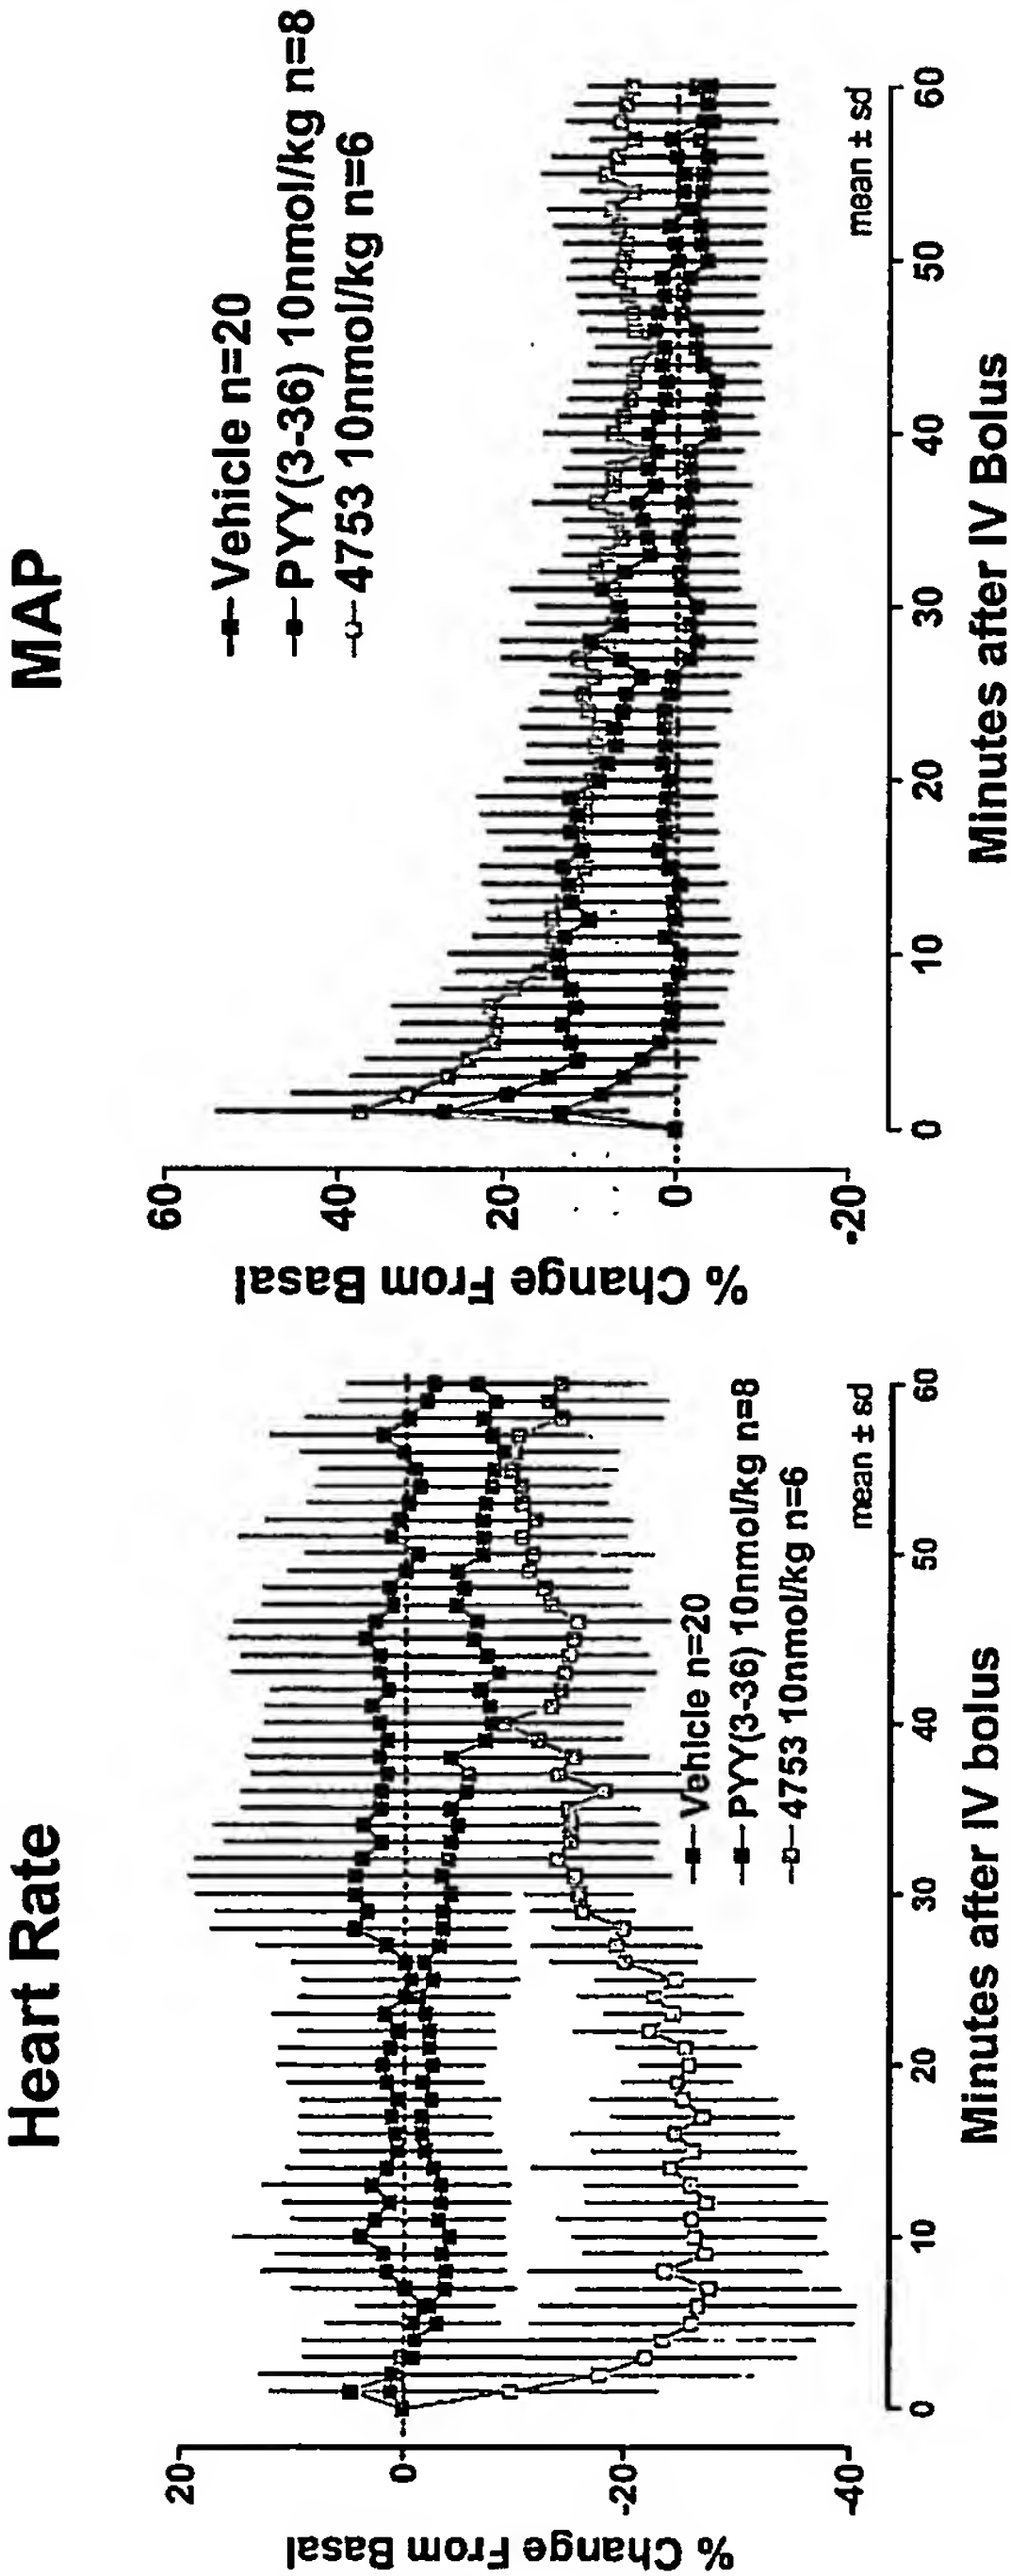 Heart Rate
% Change From Basal
20
0
-20
-40
Vehicle n=20
PYY(3-36) 10nmol/kg n=8
4753 10nmol/kg n=6
mean ± sd
0 10 20 30 40 50 60
Minutes after IV bolus
MAP
% Change From Basal
60
40
20
0
-20
Vehicle n=20
PYY(3-36) 10nmol/kg n=8
4753 10nmol/kg n=6
mean ± sd
0 10 20 30 40 50 60
Minutes after IV Bolus